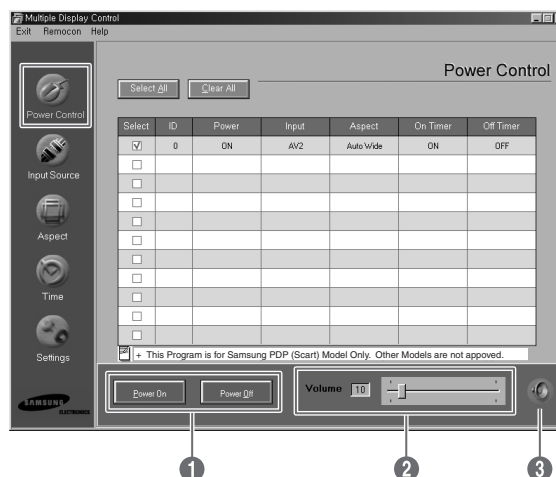 Multiple Display Control
Exit Remocon Help
Power Control
Power Control
Input Source
Aspect
Time
Settings
SAMSUNG
ELECTRONICS
Select All Clear All
Select ID Power Input Aspect On Timer Off Timer
0 ON AV2 Auto Wide ON OFF
+ This Program is for Samsung PDP (Scart) Model Only. Other Models are not appoved.
Power On Power Off
Volume 10
1 2 3